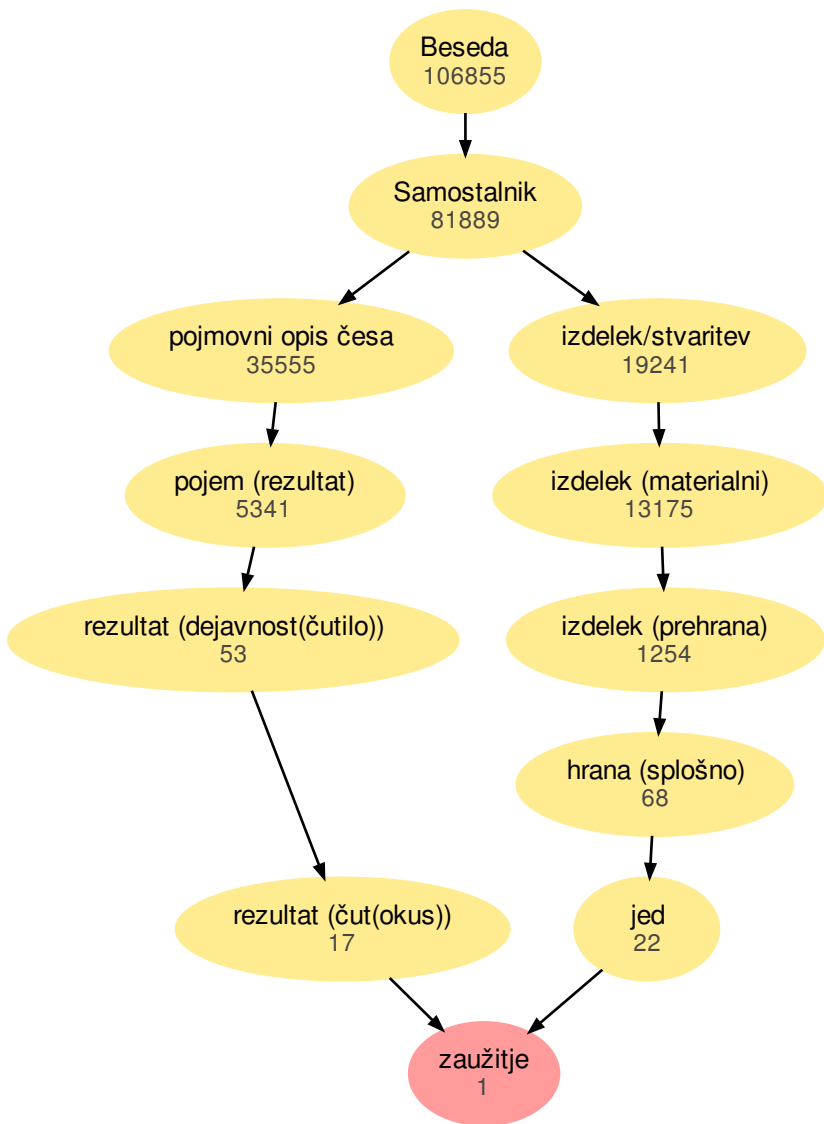 Beseda
106855
Samostalnik
81889
pojmovni opis česa
35555
izdelek/stvaritev
19241
pojem (rezultat)
5341
izdelek (materialni)
13175
rezultat (dejavnost(čutilo))
53
izdelek (prehrana)
1254
hrana (splošno)
68
rezultat (čut(okus))
17
jed
22
zaužitje
1